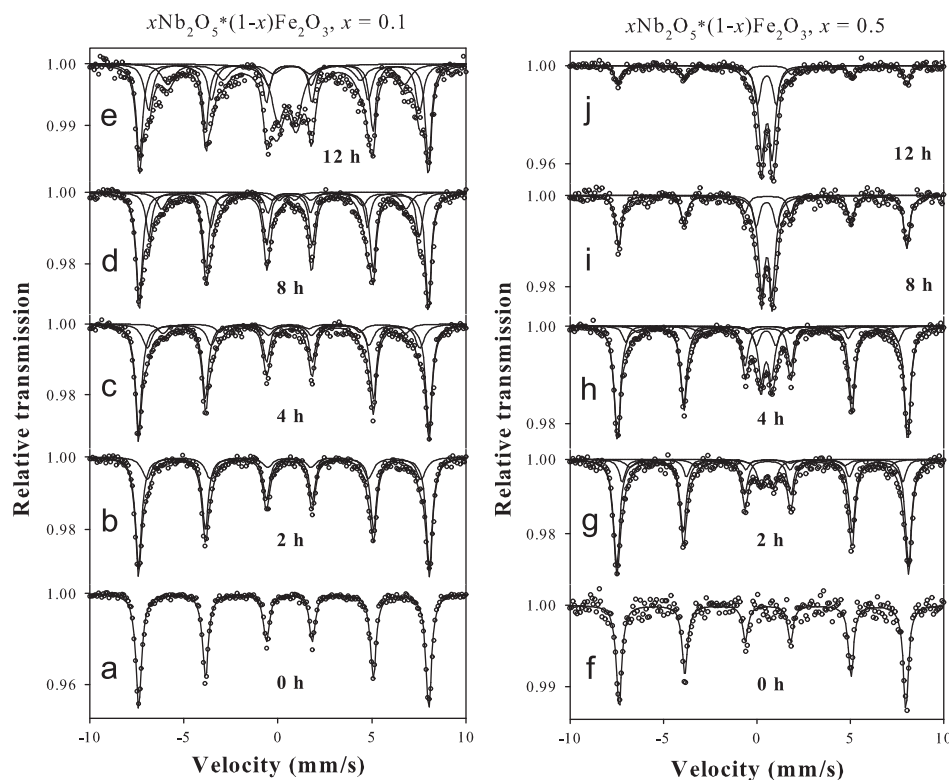 xNb₂O₅*(1-x)Fe₂O₃, x = 0.1
1.00
0.99
e
12 h
1.00
0.98
d
8 h
1.00
0.98
c
4 h
1.00
0.98
b
2 h
1.00
0.96
a
0 h
-10 -5 0 5 10
Velocity (mm/s)
Relative transmission
xNb₂O₅*(1-x)Fe₂O₃, x = 0.5
1.00
0.96
j
12 h
1.00
0.98
i
8 h
1.00
0.98
h
4 h
1.00
0.98
g
2 h
1.00
0.99
f
0 h
-10 -5 0 5 10
Velocity (mm/s)
Relative transmission